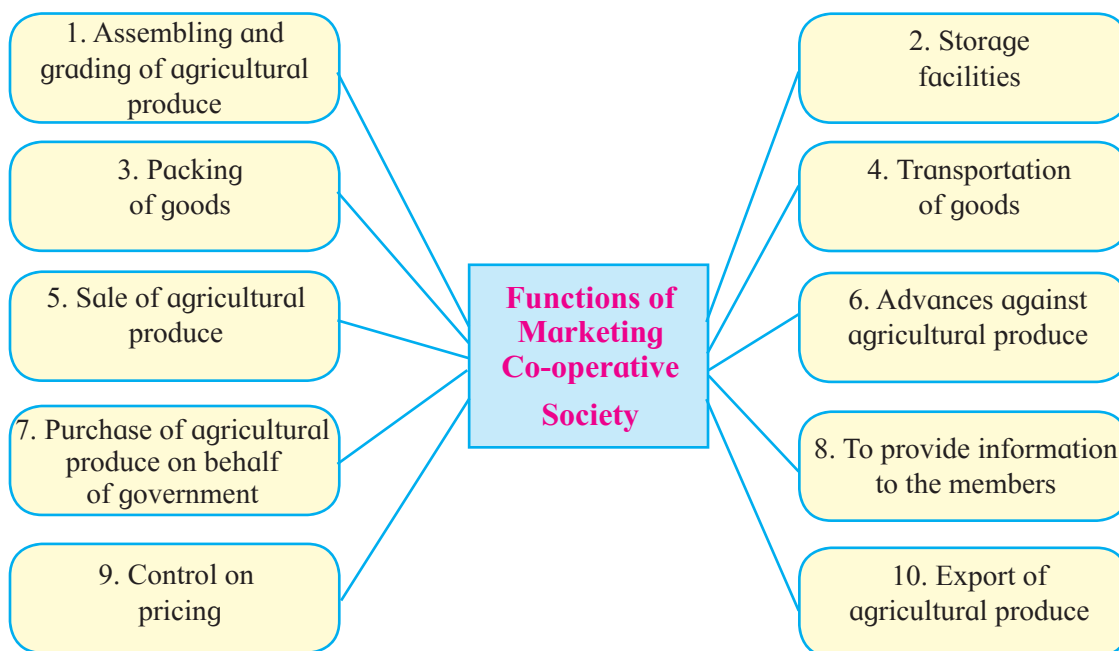 1. Assembling and
grading of agricultural
produce
2. Storage
facilities
3. Packing
of goods
4. Transportation
of goods
5. Sale of agricultural
produce
Functions of
Marketing
Co-operative
Society
6. Advances against
agricultural produce
7. Purchase of agricultural
produce on behalf
of government
8. To provide information
to the members
9. Control on
pricing
10. Export of
agricultural produce